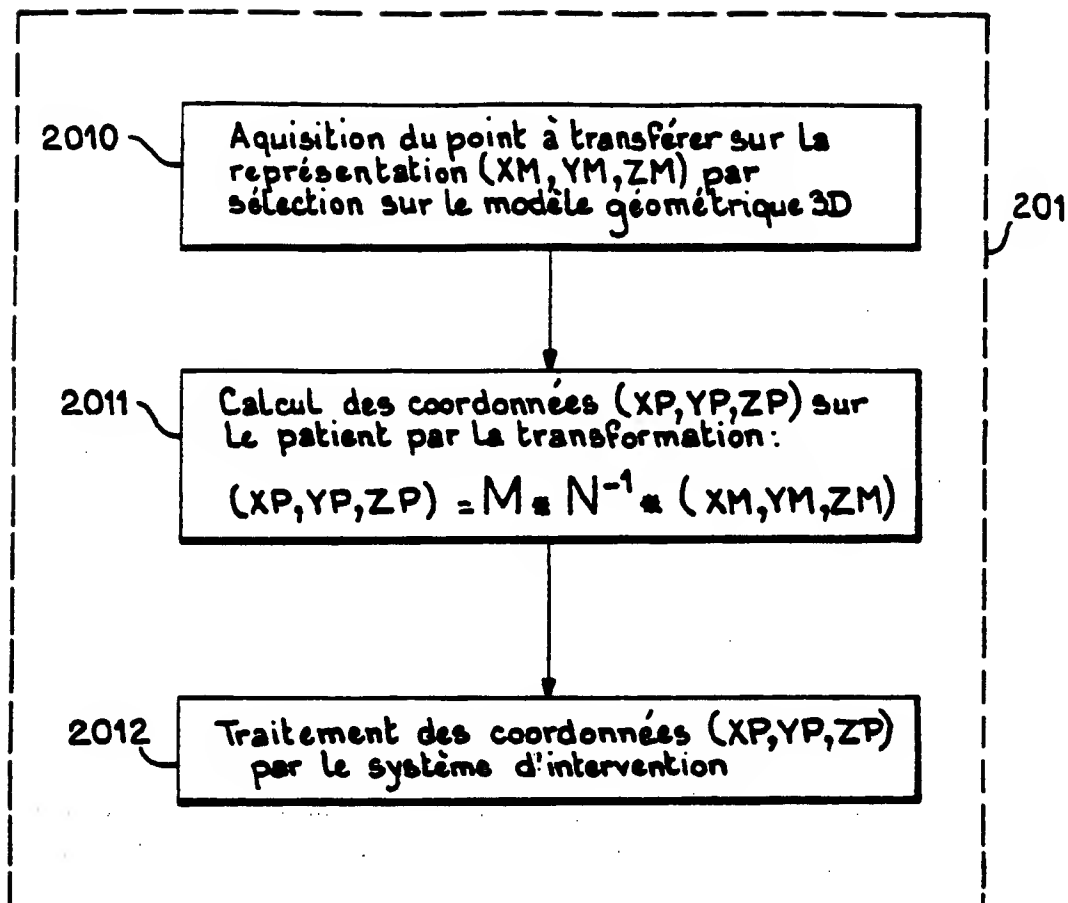 2010
Aquisition du point à transférer sur la
représentation (XM, YM, ZM) par
sélection sur le modèle géométrique 3D
201
2011
Calcul des coordonnées (XP, YP, ZP) sur
le patient par la transformation:
(XP, YP, ZP) = M * N⁻¹ * (XM, YM, ZM)
2012
Traitement des coordonnées (XP, YP, ZP)
par le système d'intervention